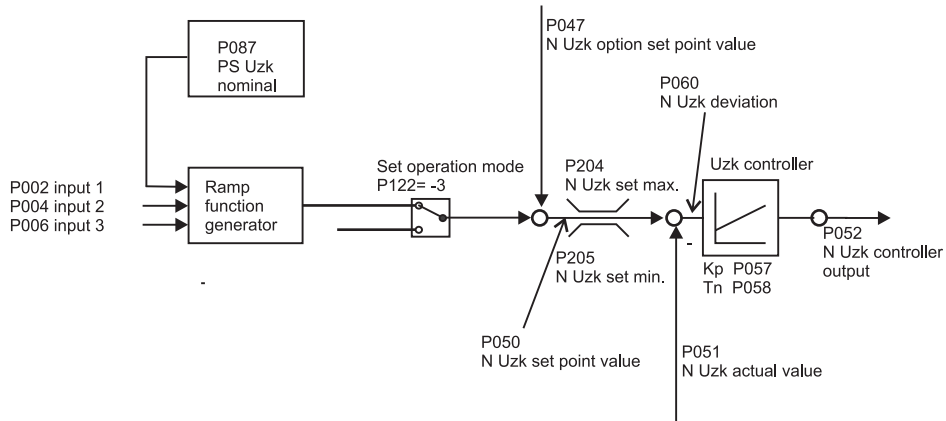 P087
PS Uzk
nominal
P047
N Uzk option set point value
P060
N Uzk deviation
Set operation mode
P122= -3
P204
N Uzk set max.
Uzk controller
P002 input 1
P004 input 2
P006 input 3
Ramp
function
generator
P205
N Uzk set min.
-
Kp P057
Tn P058
P052
N Uzk controller
output
-
P050
N Uzk set point value
P051
N Uzk actual value